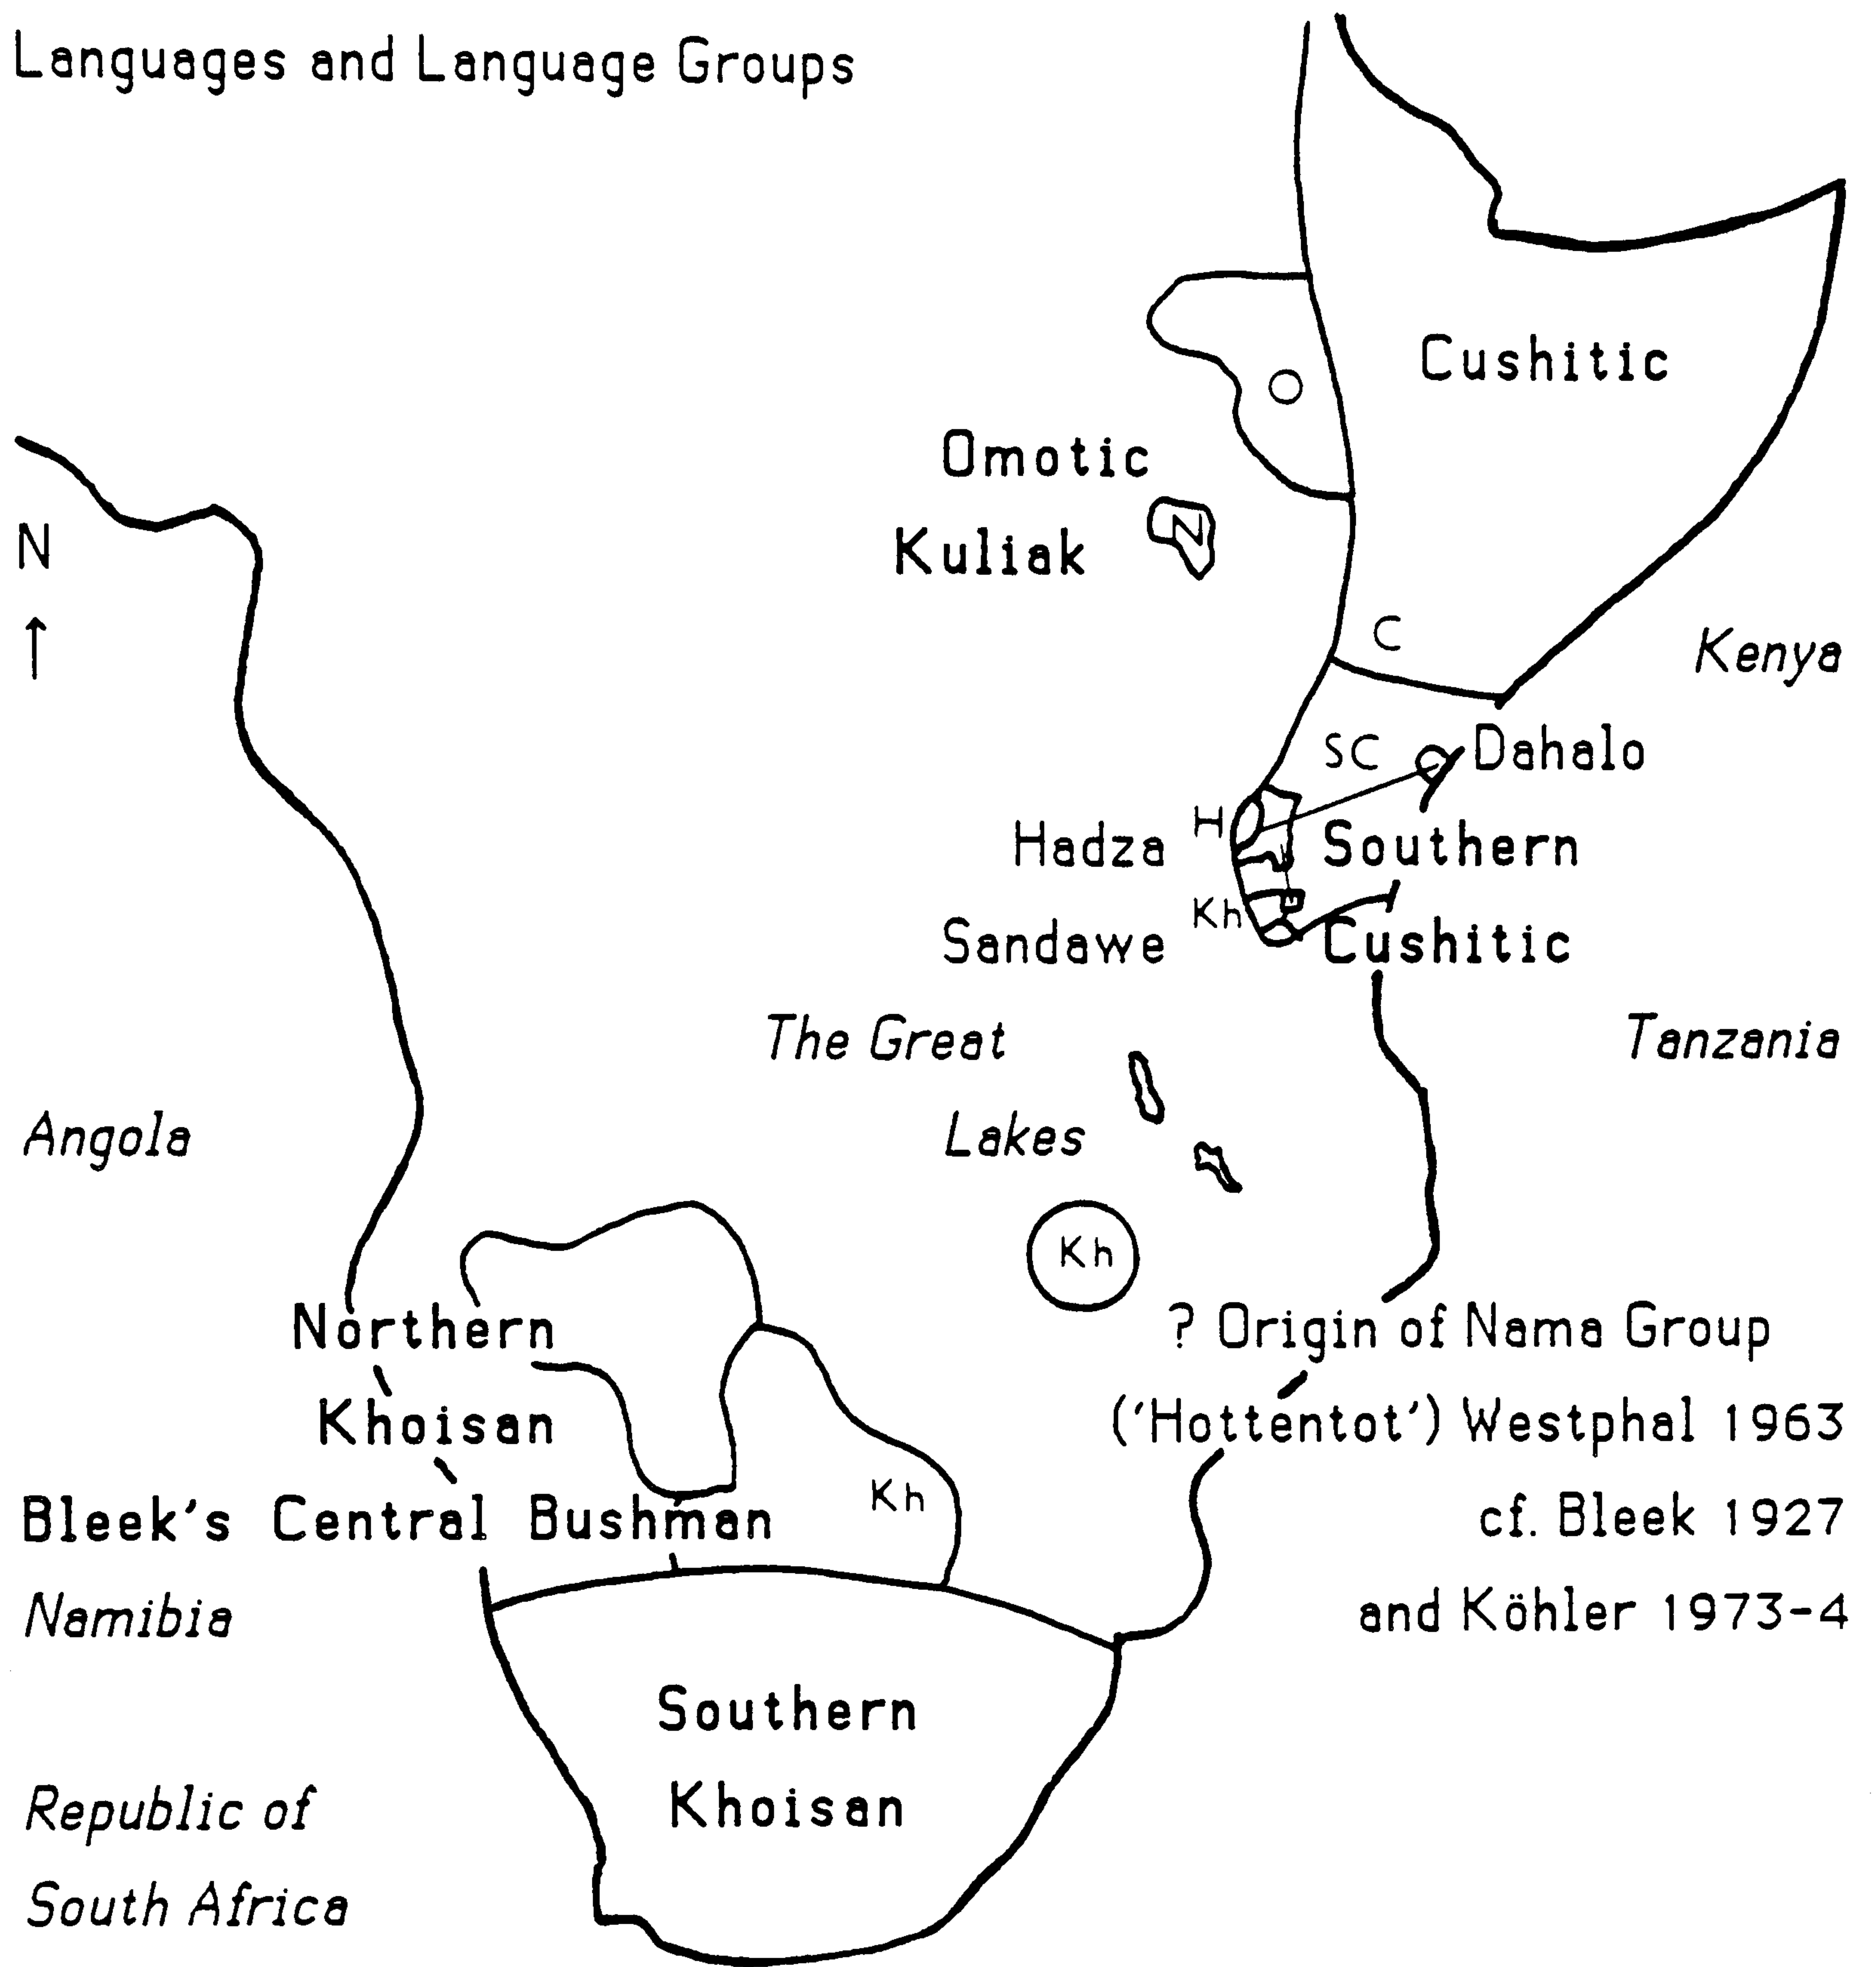 Languages and Language Groups
Cushitic
O
Omotic
N
Kuliak
N
C
Kenya
SC
Dahalo
H
Hadza
Southern
Kh
Sandawe
Cushitic
The Great
Tanzania
Lakes
Angola
Kh
Northern
? Origin of Nama Group
Khoisan
('Hottentot') Westphal 1963
Kh
Bleek's Central Bushman
cf. Bleek 1927
Namibia
and Köhler 1973-4
Southern
Khoisan
Republic of
South Africa